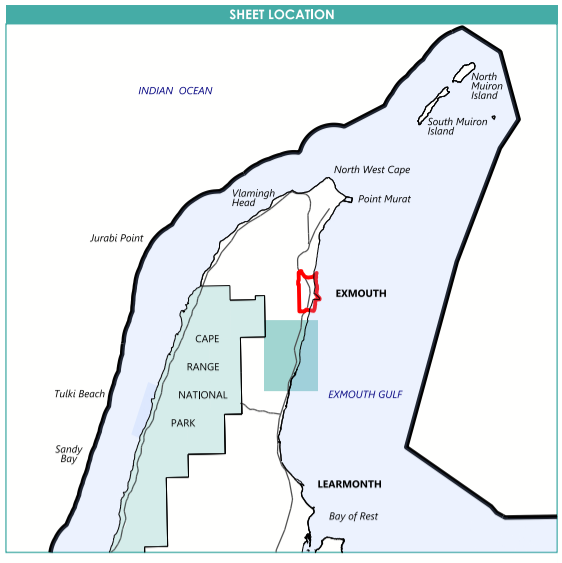 SHEET LOCATION
INDIAN OCEAN
North
Muiron
Island
South Muiron
Island
North West Cape
Vlamingh
Head
Point Murat
Jurabi Point
EXMOUTH
CAPE
RANGE
NATIONAL
PARK
Tulki Beach
EXMOUTH GULF
Sandy
Bay
LEARMONTH
Bay of Rest